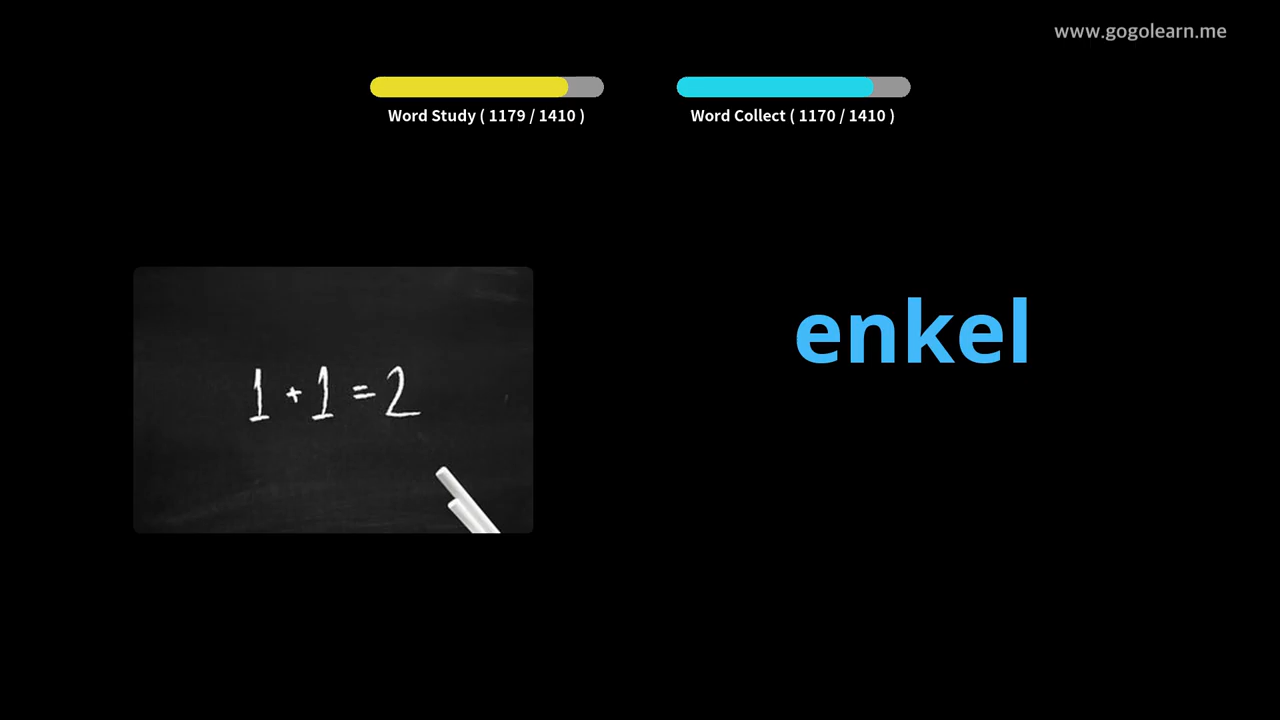 www.gogolearn.me
Word Study ( 1179 / 1410 )
Word Collect ( 1170 / 1410 )
enkel
1 + 1 = 2